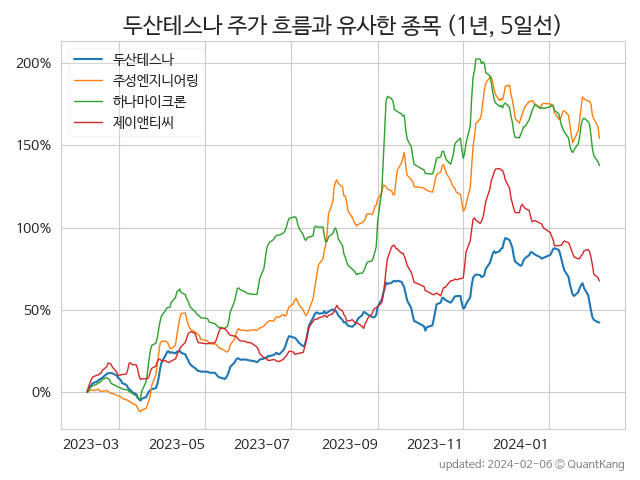 두산테스나 주가 흐름과 유사한 종목 (1년, 5일선)
두산테스나
주성엔지니어링
하나마이크론
제이앤티씨
200%
150%
100%
50%
0%
2023-03 2023-05 2023-07 2023-09 2023-11 2024-01
updated: 2024-02-06 © QuantKang